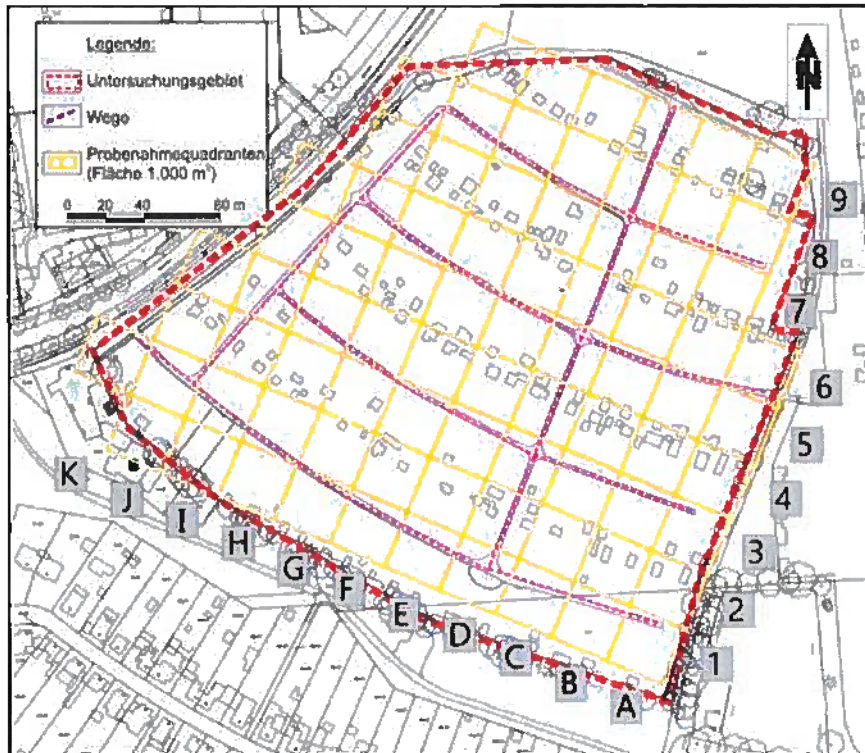 Legende:
Untersuchungsgebiet
Wege
Probenahmequadranten
(Fläche 1.000 m²)
0 20 40 80 m
N
9
8
7
6
5
4
3
2
1
K
J
I
H
G
F
E
D
C
B
A